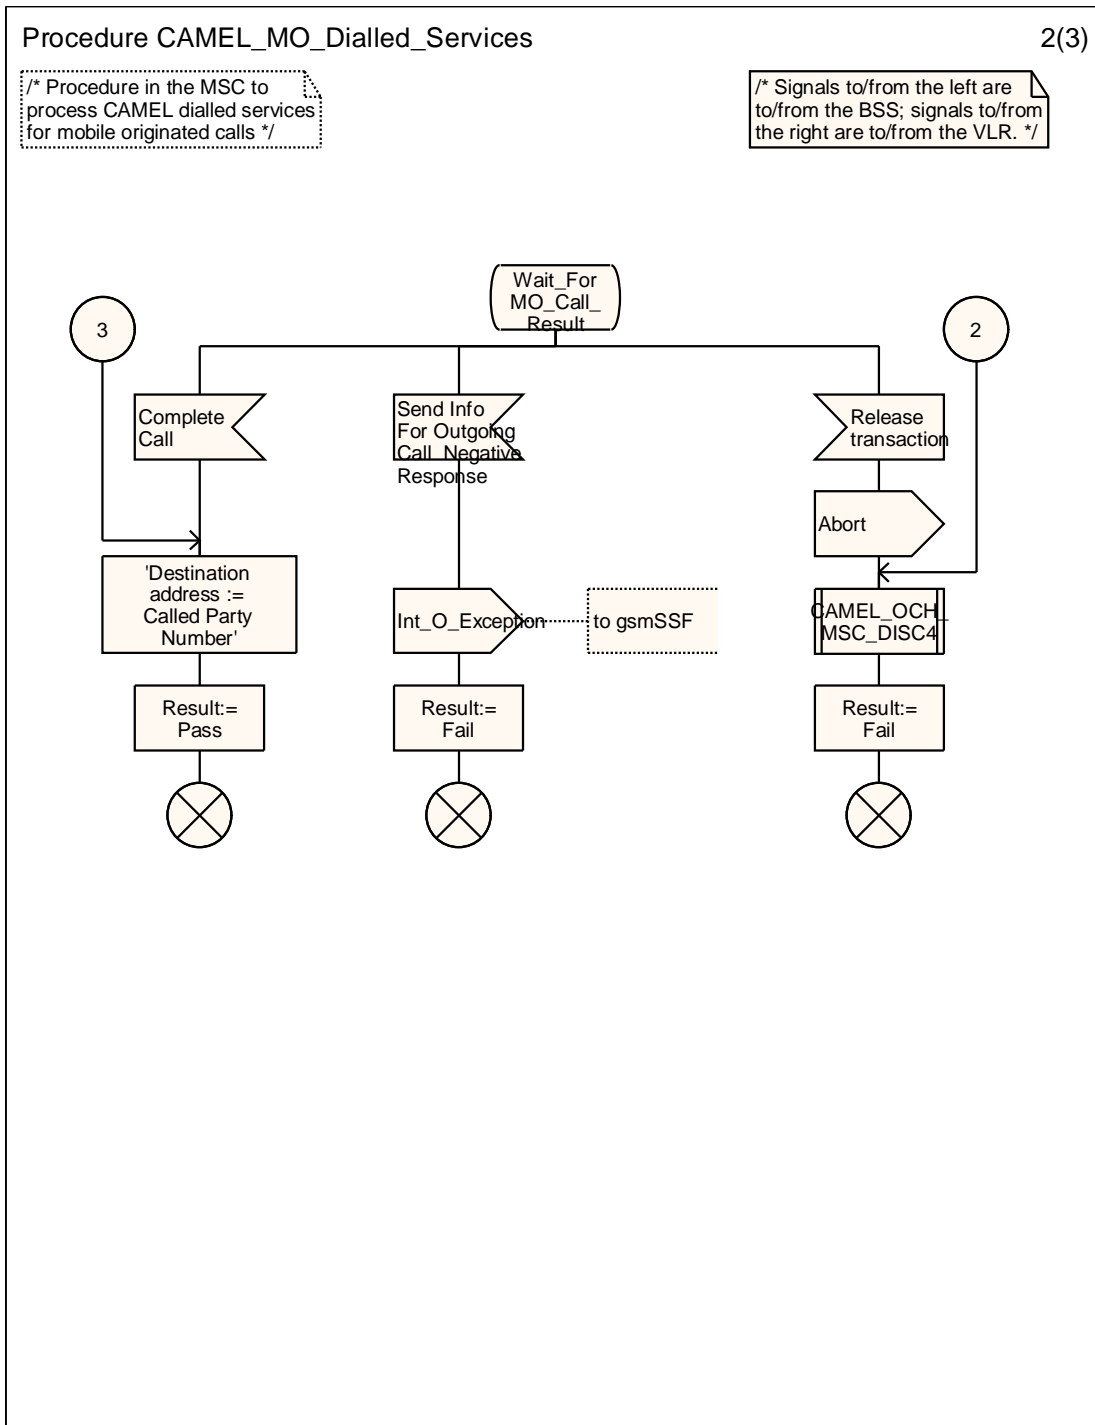 Procedure CAMEL_MO_Dialled_Services
2(3)
/* Procedure in the MSC to
process CAMEL dialled services
for mobile originated calls */
/* Signals to/from the left are
to/from the BSS; signals to/from
the right are to/from the VLR. */
Wait_For
MO_Call_
Result
3
2
Complete
Call
Send Info
For Outgoing
Call_Negative
Response
Release
transaction
Abort
'Destination
address :=
Called Party
Number'
Int_O_Exception
to gsmSSF
CAMEL_OCH_
MSC_DISC4
Result:=
Pass
Result:=
Fail
Result:=
Fail